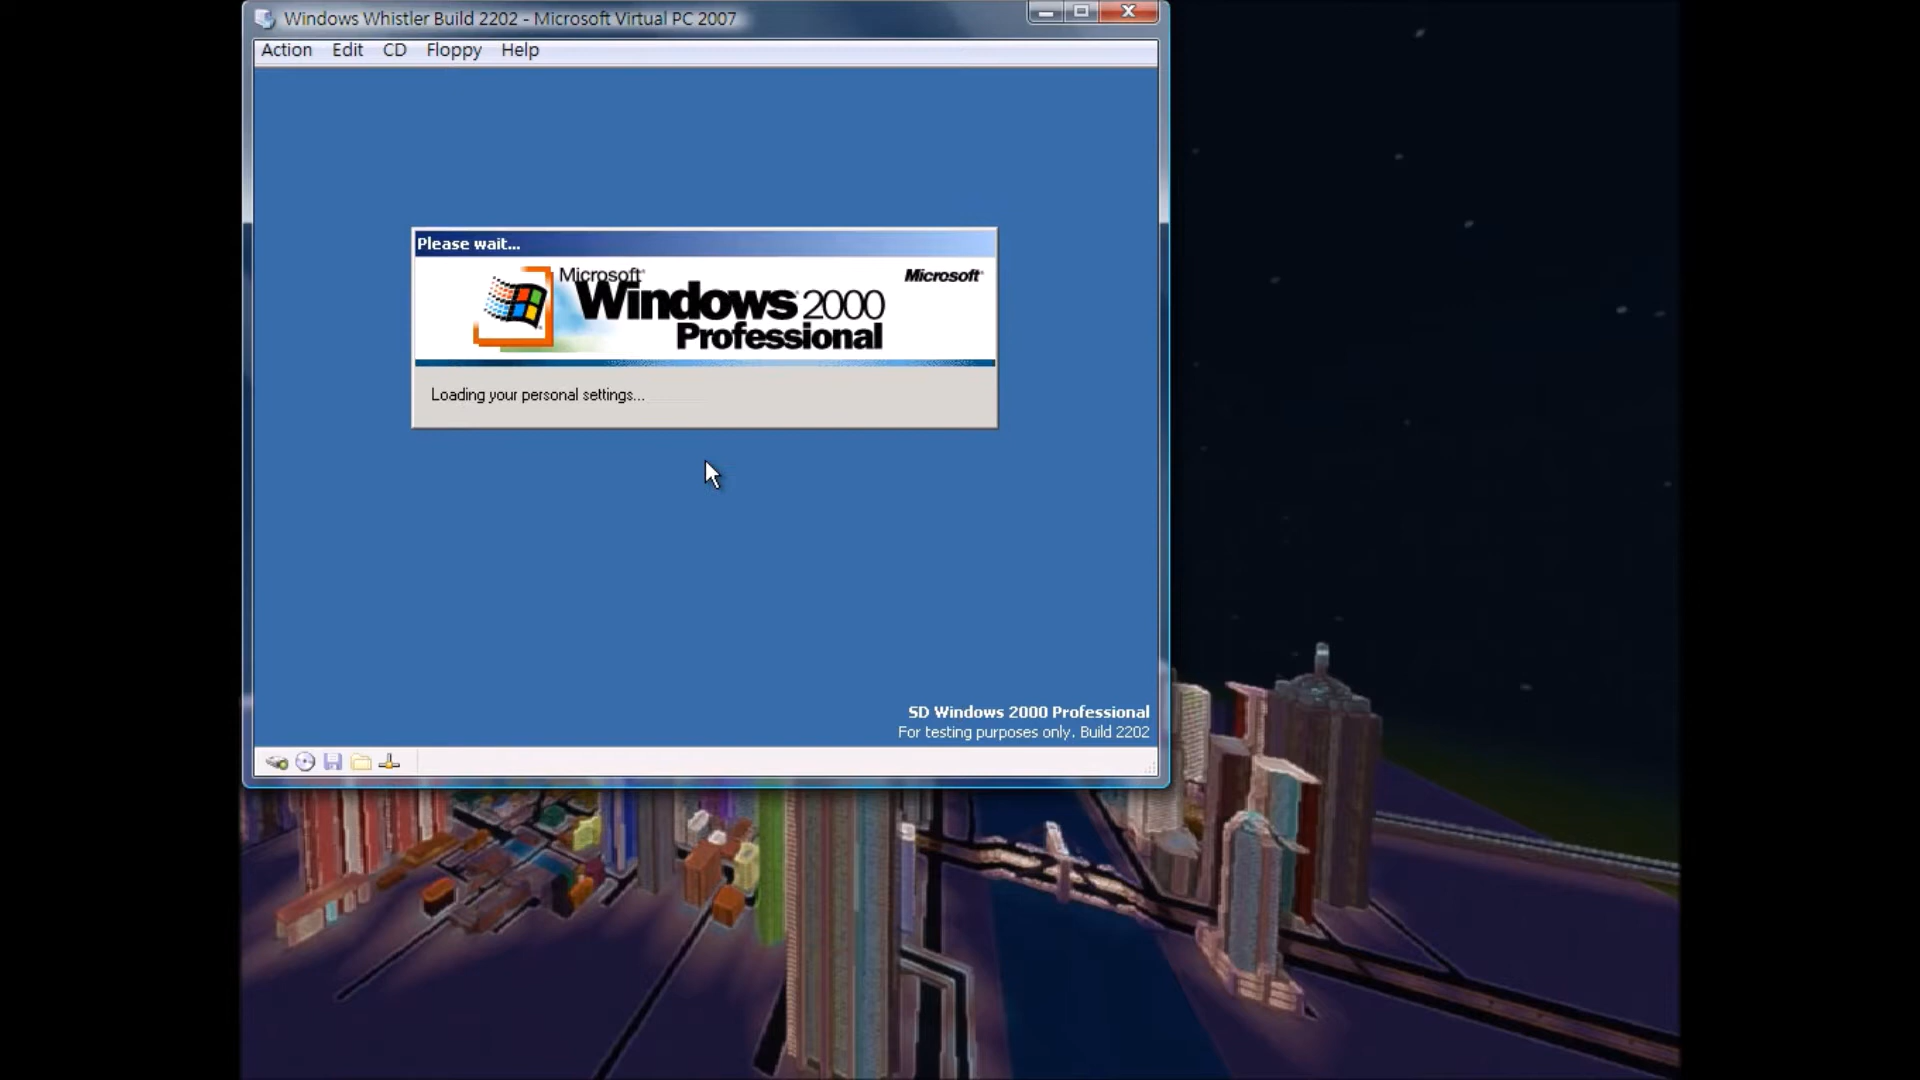 Windows Whistler Build 2202 - Microsoft Virtual PC 2007
Action Edit CD Floppy Help
Please wait...
Microsoft
Windows 2000
Professional
Microsoft
Loading your personal settings...
SD Windows 2000 Professional
For testing purposes only. Build 2202